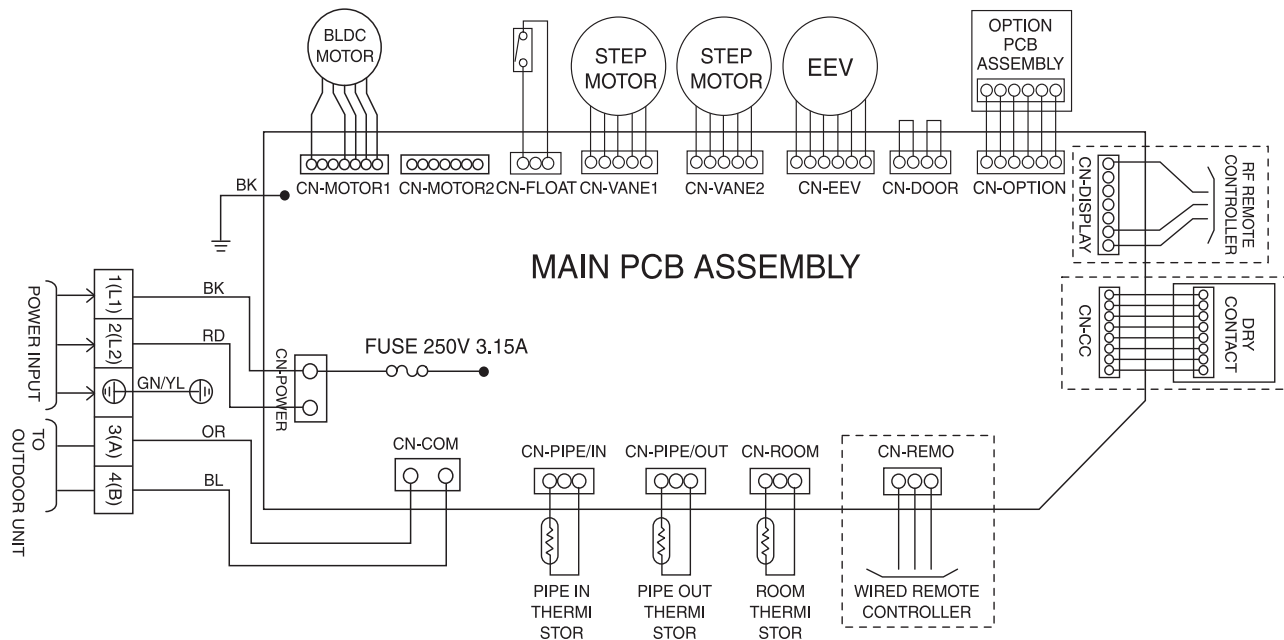 BLDC
MOTOR
STEP
MOTOR
STEP
MOTOR
EEV
OPTION
PCB
ASSEMBLY
CN-MOTOR1
CN-MOTOR2
CN-FLOAT
CN-VANE1
CN-VANE2
CN-EEV
CN-DOOR
CN-OPTION
CN-DISPLAY
RF REMOTE
CONTROLLER
BK
MAIN PCB ASSEMBLY
CN-CC
DRY
CONTACT
POWER INPUT
1(L1)
BK
2(L2)
RD
GN/YL
CN-POWER
FUSE 250V 3.15A
TO
OUTDOOR UNIT
3(A)
OR
4(B)
BL
CN-COM
CN-PIPE/IN
CN-PIPE/OUT
CN-ROOM
CN-REMO
PIPE IN
THERMI
STOR
PIPE OUT
THERMI
STOR
ROOM
THERMI
STOR
WIRED REMOTE
CONTROLLER